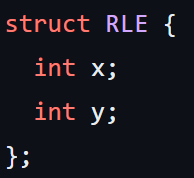 struct RLE {
  int x;
  int y;
};